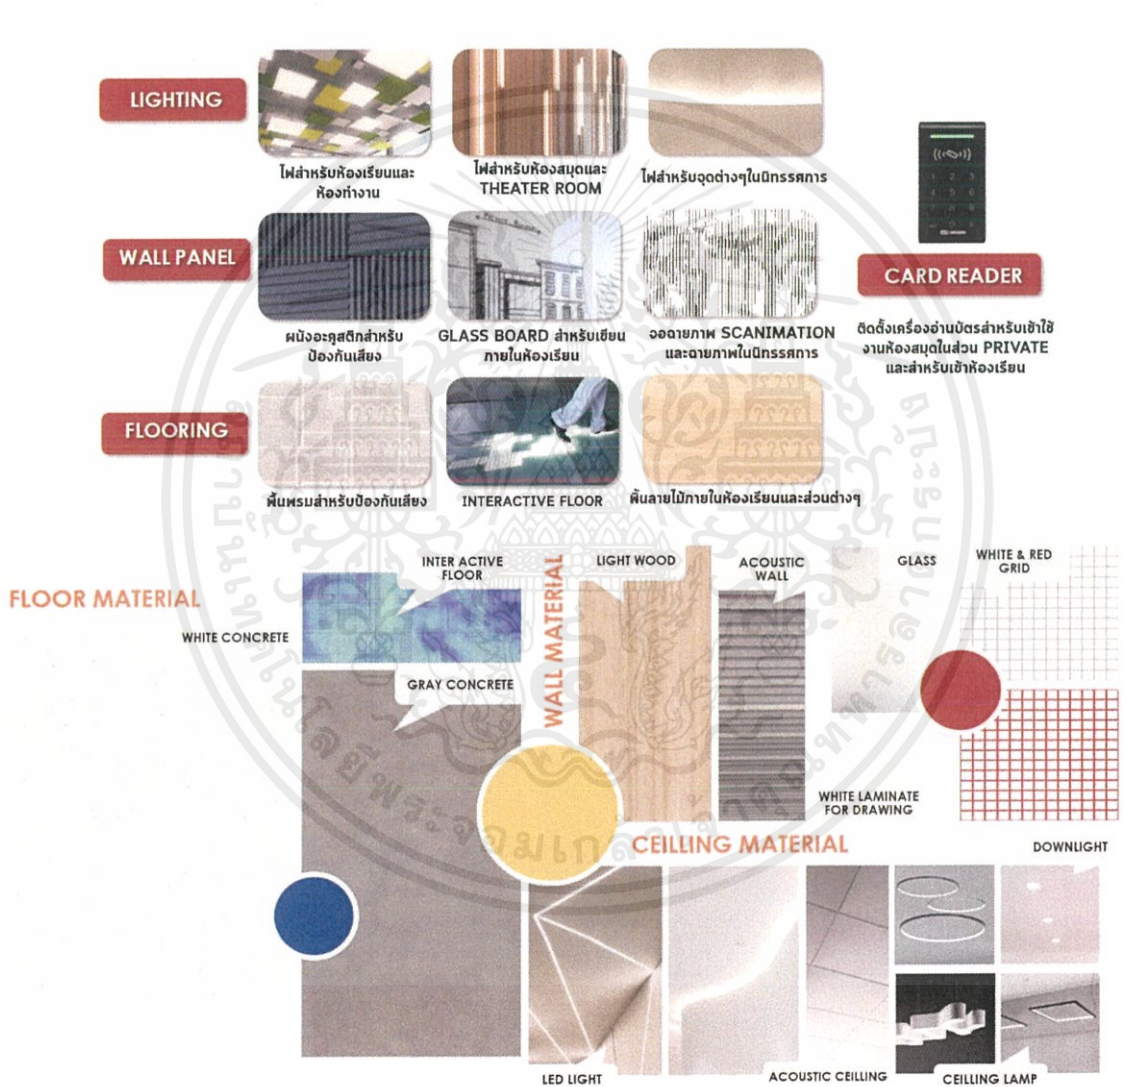 LIGHTING
ไฟสำหรับห้องเรียนและ
ห้องทำงาน
ไฟสำหรับห้องสมุดและ
THEATER ROOM
ไฟสำหรับจุดต่างๆในนิทรรศการ
WALL PANEL
ผนังอะคูสติกสำหรับ
ป้องกันเสียง
GLASS BOARD สำหรับเขียน
ภายในห้องเรียน
จอฉายภาพ SCANIMATION
และฉายภาพในนิทรรศการ
CARD READER
ติดตั้งเครื่องอ่านบัตรสำหรับเข้าใช้
งานห้องสมุดในส่วน PRIVATE
และสำหรับเข้าห้องเรียน
FLOORING
พื้นพรมสำหรับป้องกันเสียง
INTERACTIVE FLOOR
พื้นลายไม้ภายในห้องเรียนและส่วนต่างๆ
FLOOR MATERIAL
WHITE CONCRETE
INTER ACTIVE
FLOOR
GRAY CONCRETE
WALL MATERIAL
LIGHT WOOD
ACOUSTIC
WALL
GLASS
WHITE & RED
GRID
WHITE LAMINATE
FOR DRAWING
CEILLING MATERIAL
DOWNLIGHT
LED LIGHT
ACOUSTIC CEILLING
CEILLING LAMP